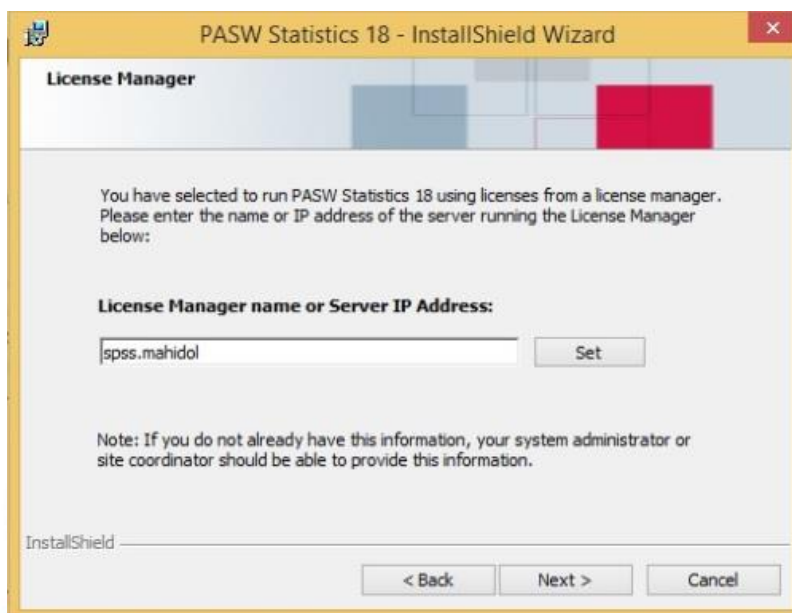 PASW Statistics 18 - InstallShield Wizard
License Manager
You have selected to run PASW Statistics 18 using licenses from a license manager.
Please enter the name or IP address of the server running the License Manager
below:
License Manager name or Server IP Address:
spss.mahidol
Set
Note: If you do not already have this information, your system administrator or
site coordinator should be able to provide this information.
InstallShield
< Back
Next >
Cancel